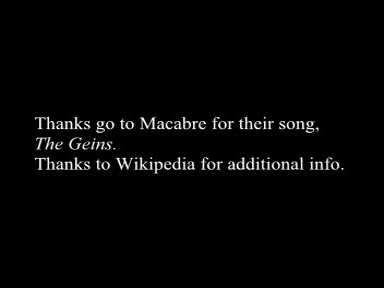 Thanks go to Macabre for their song,
The Geins.
Thanks to Wikipedia for additional info.